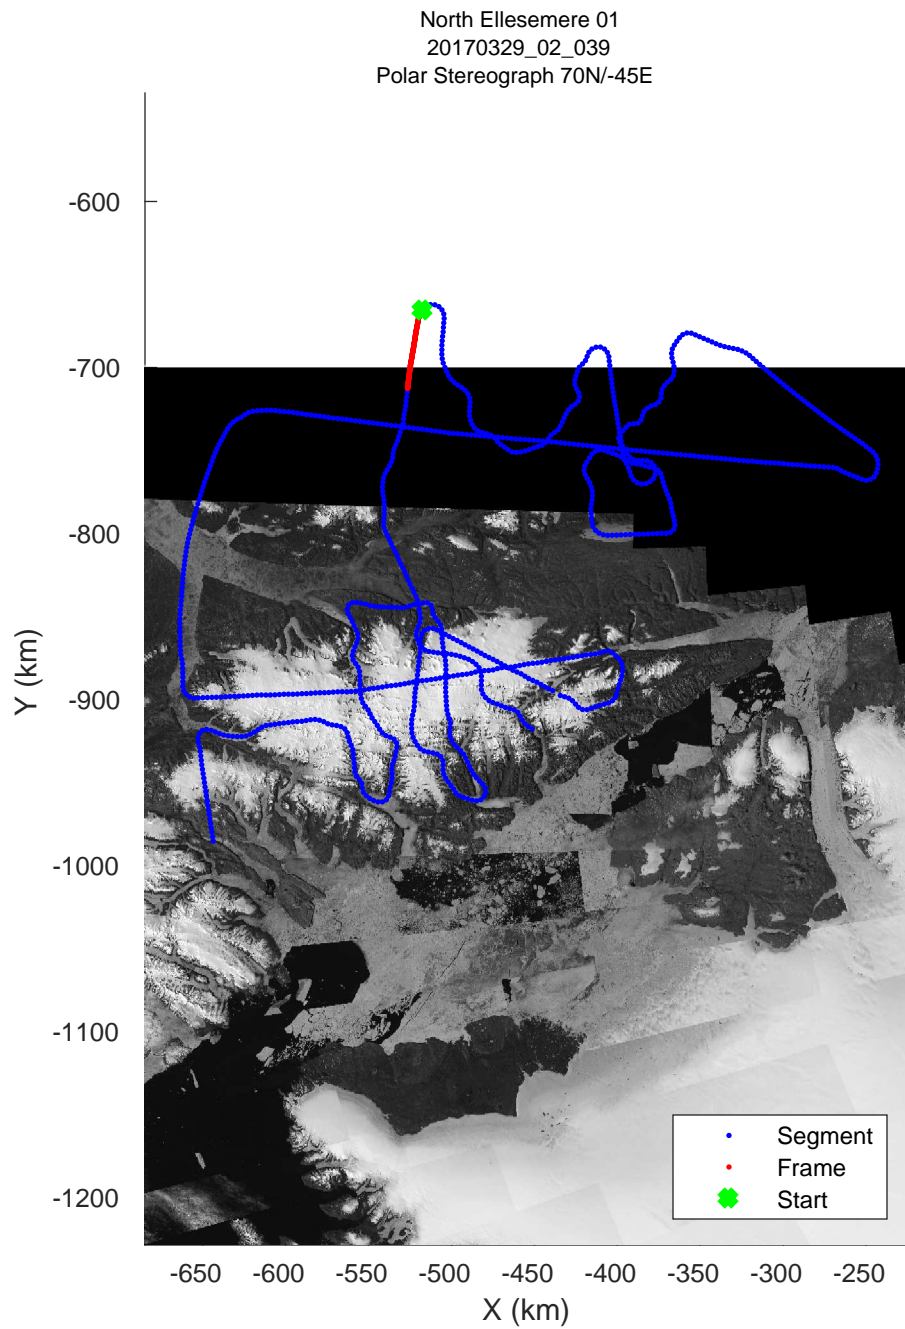 North Ellesemere 01
20170329_02_039
Polar Stereograph 70N/-45E
-600
-700
-800
-900
-1000
-1100
-1200
Y (km)
Segment
Frame
Start
-650 -600 -550 -500 -450 -400 -350 -300 -250
X (km)